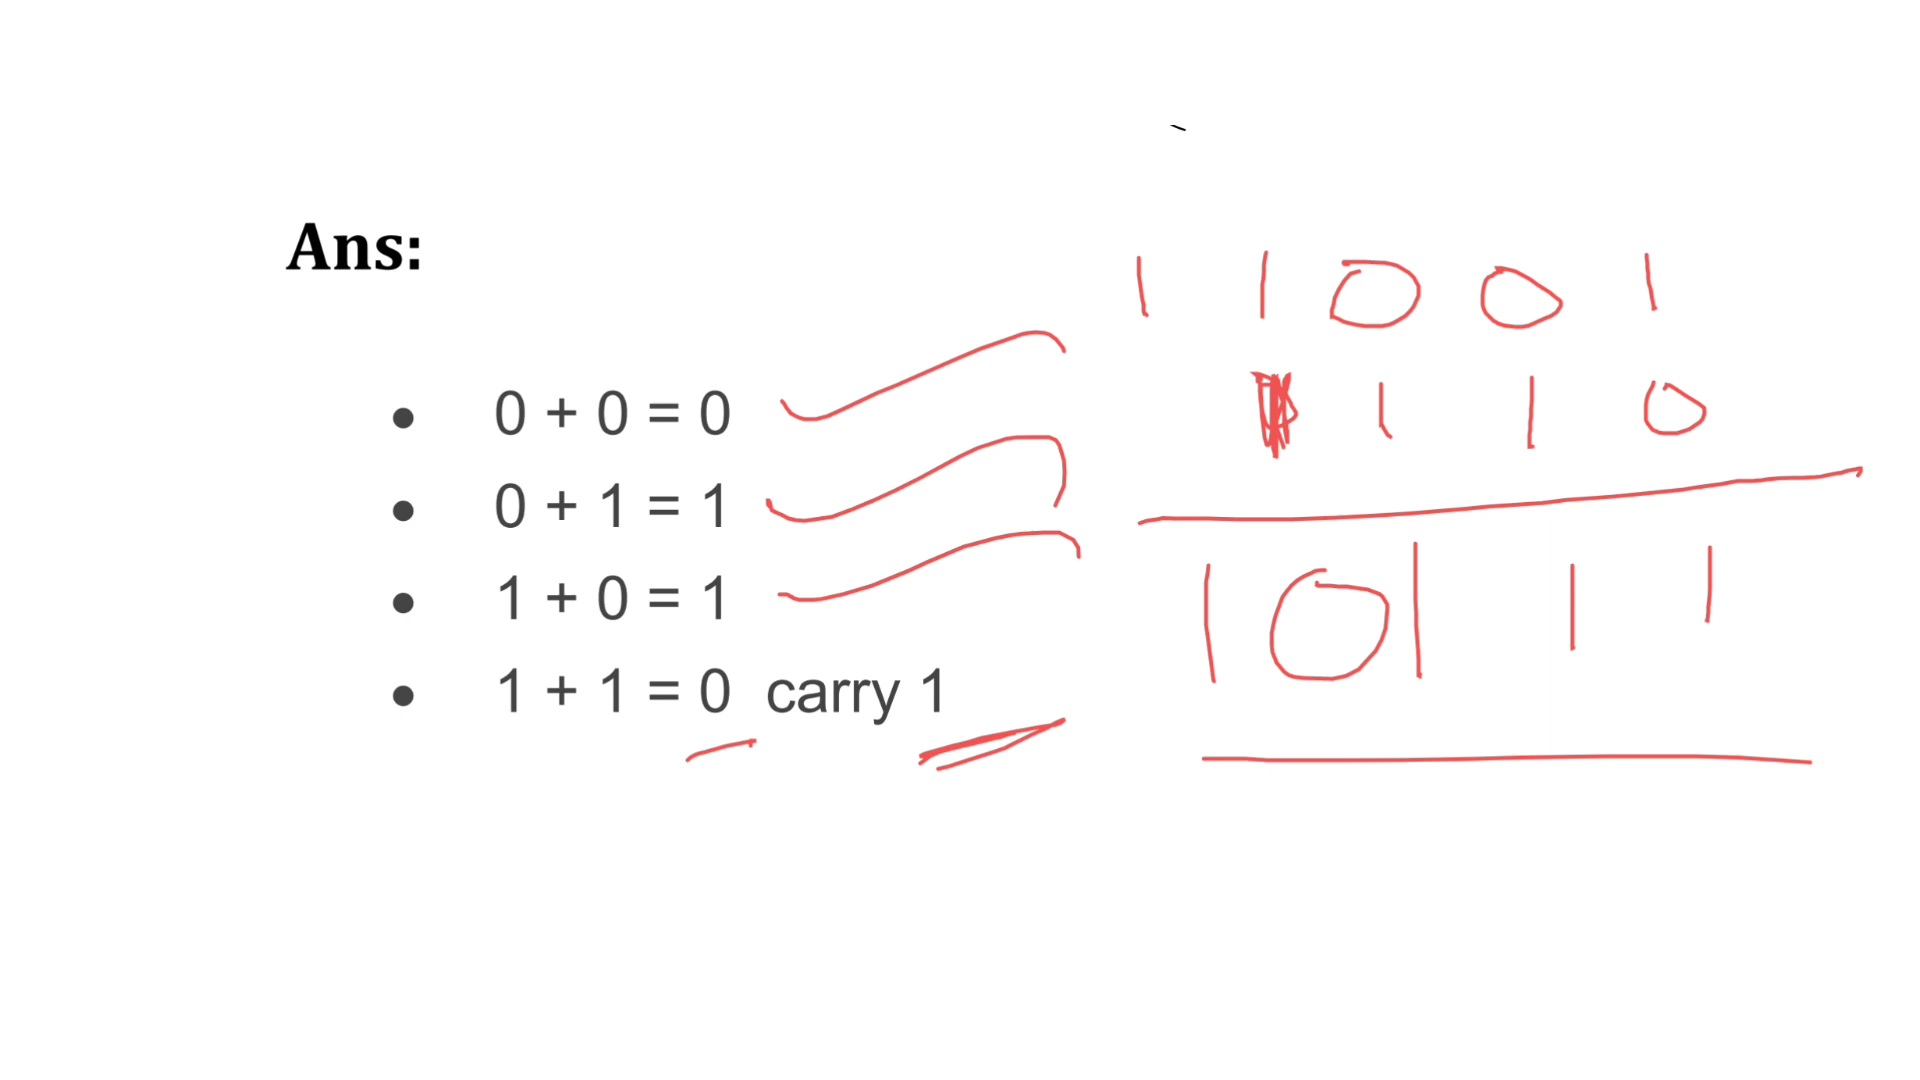 Ans:
• 0 + 0 = 0
• 0 + 1 = 1
• 1 + 0 = 1
• 1 + 1 = 0 carry 1
1 1 0 0 1
1 1 0
1 0 1 1 1